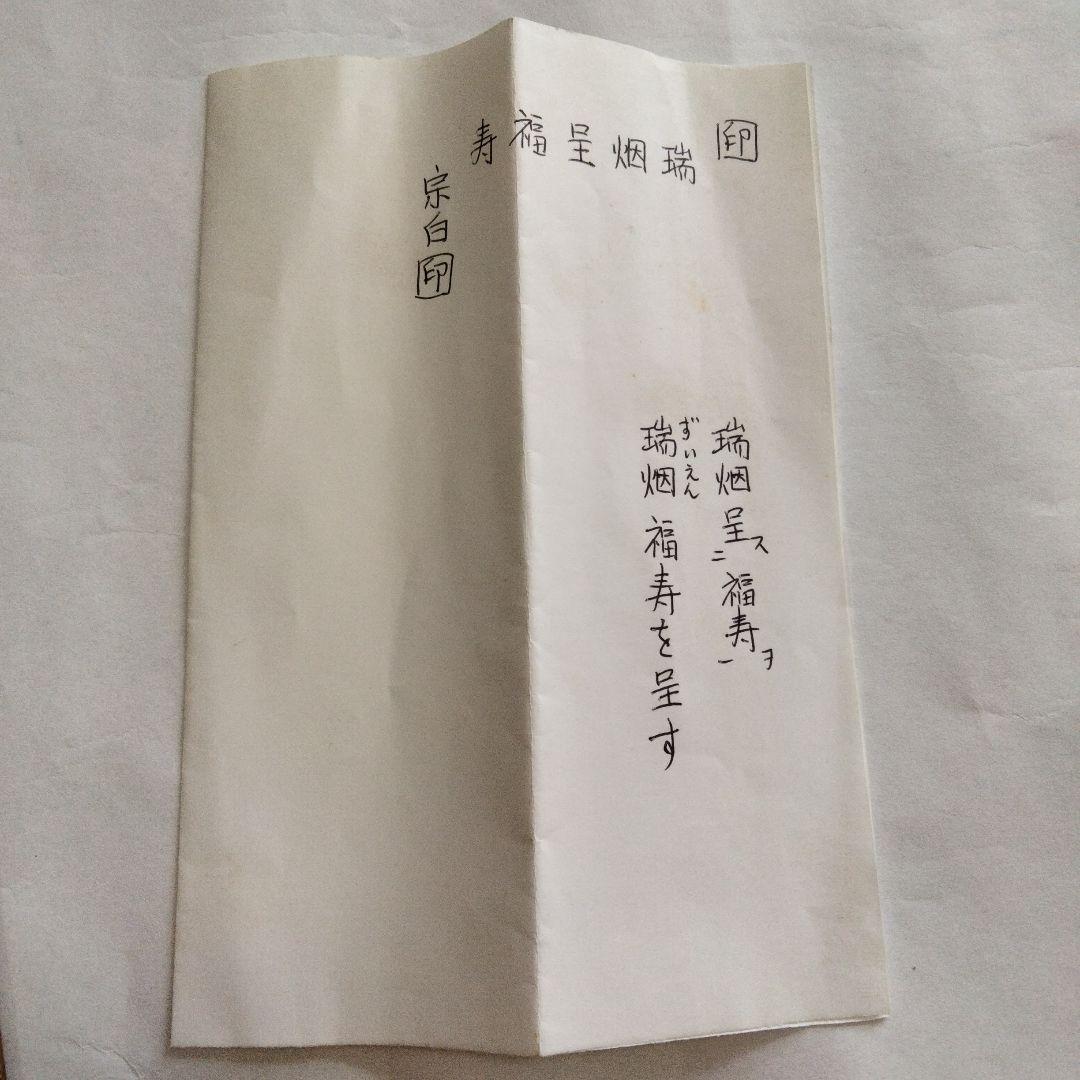 印瑞烟呈福寿
宗白印
瑞烟呈ス二福寿ヲ一
ずいえん
瑞烟福寿を呈す